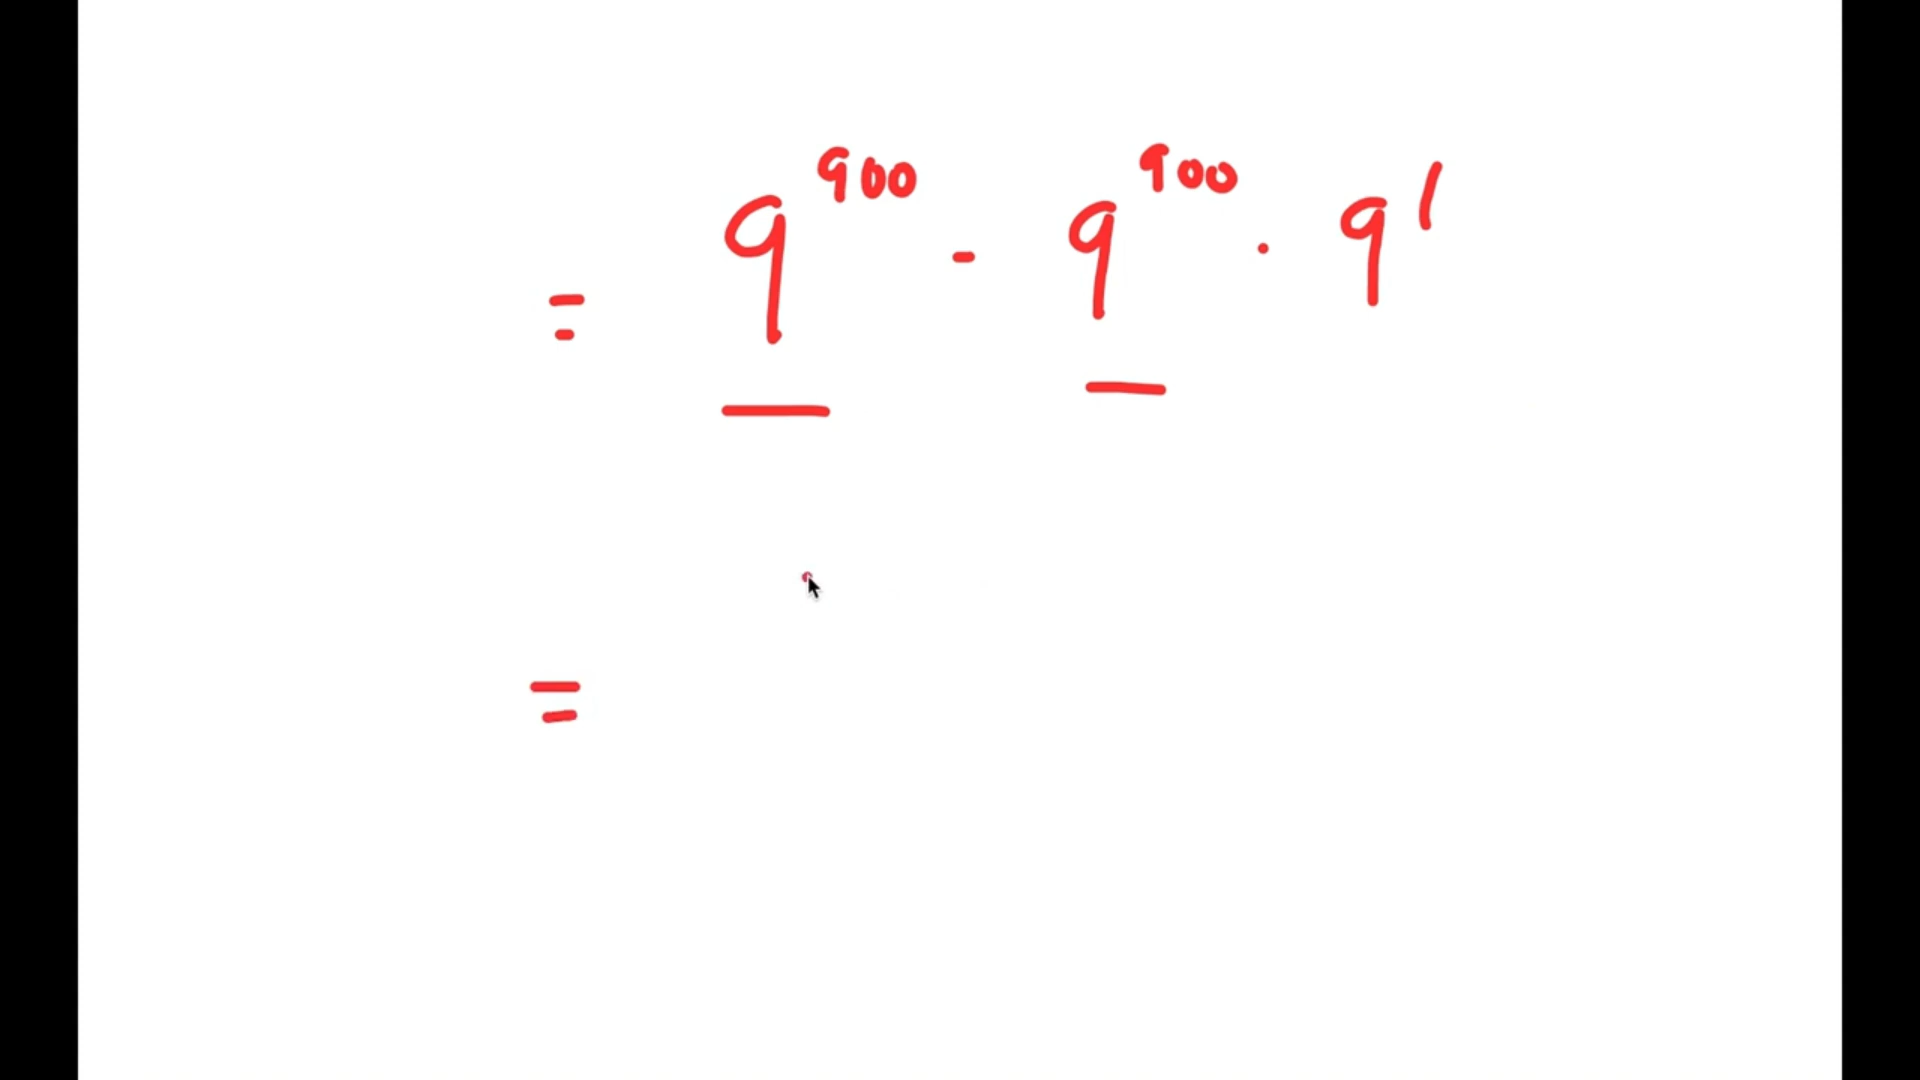 = 9^900 - 9^900 · 9^1
=